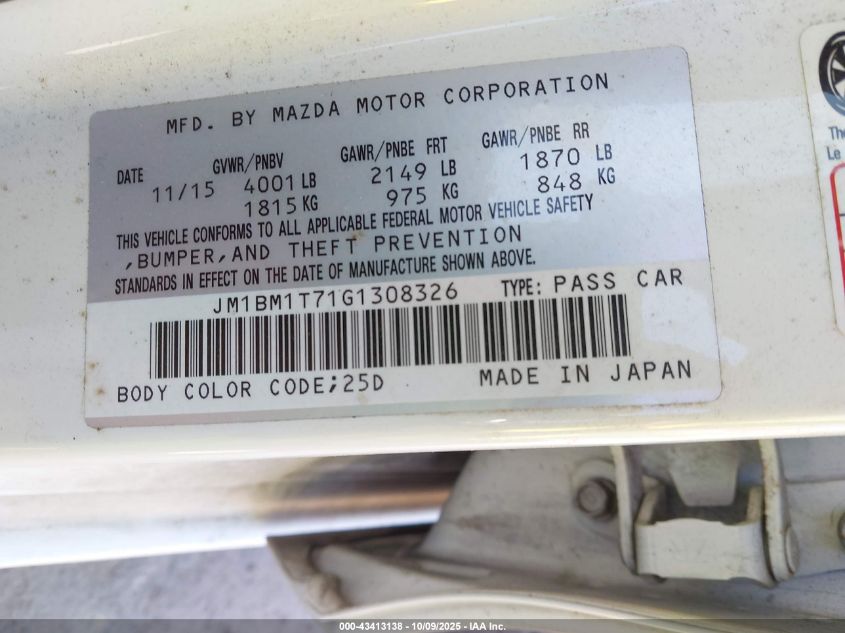 MFD. BY MAZDA MOTOR CORPORATION
DATE GVWR/PNBV GAWR/PNBE FRT GAWR/PNBE RR
11/15 4001 LB 2149 LB 1870 LB
1815 KG 975 KG 848 KG
THIS VEHICLE CONFORMS TO ALL APPLICABLE FEDERAL MOTOR VEHICLE SAFETY
,BUMPER,AND THEFT PREVENTION
STANDARDS IN EFFECT ON THE DATE OF MANUFACTURE SHOWN ABOVE.
JM1BM1T71G1308326 TYPE: PASS CAR
BODY COLOR CODE;25D MADE IN JAPAN
Le
000-43413138 - 10/09/2025 - IAA Inc.